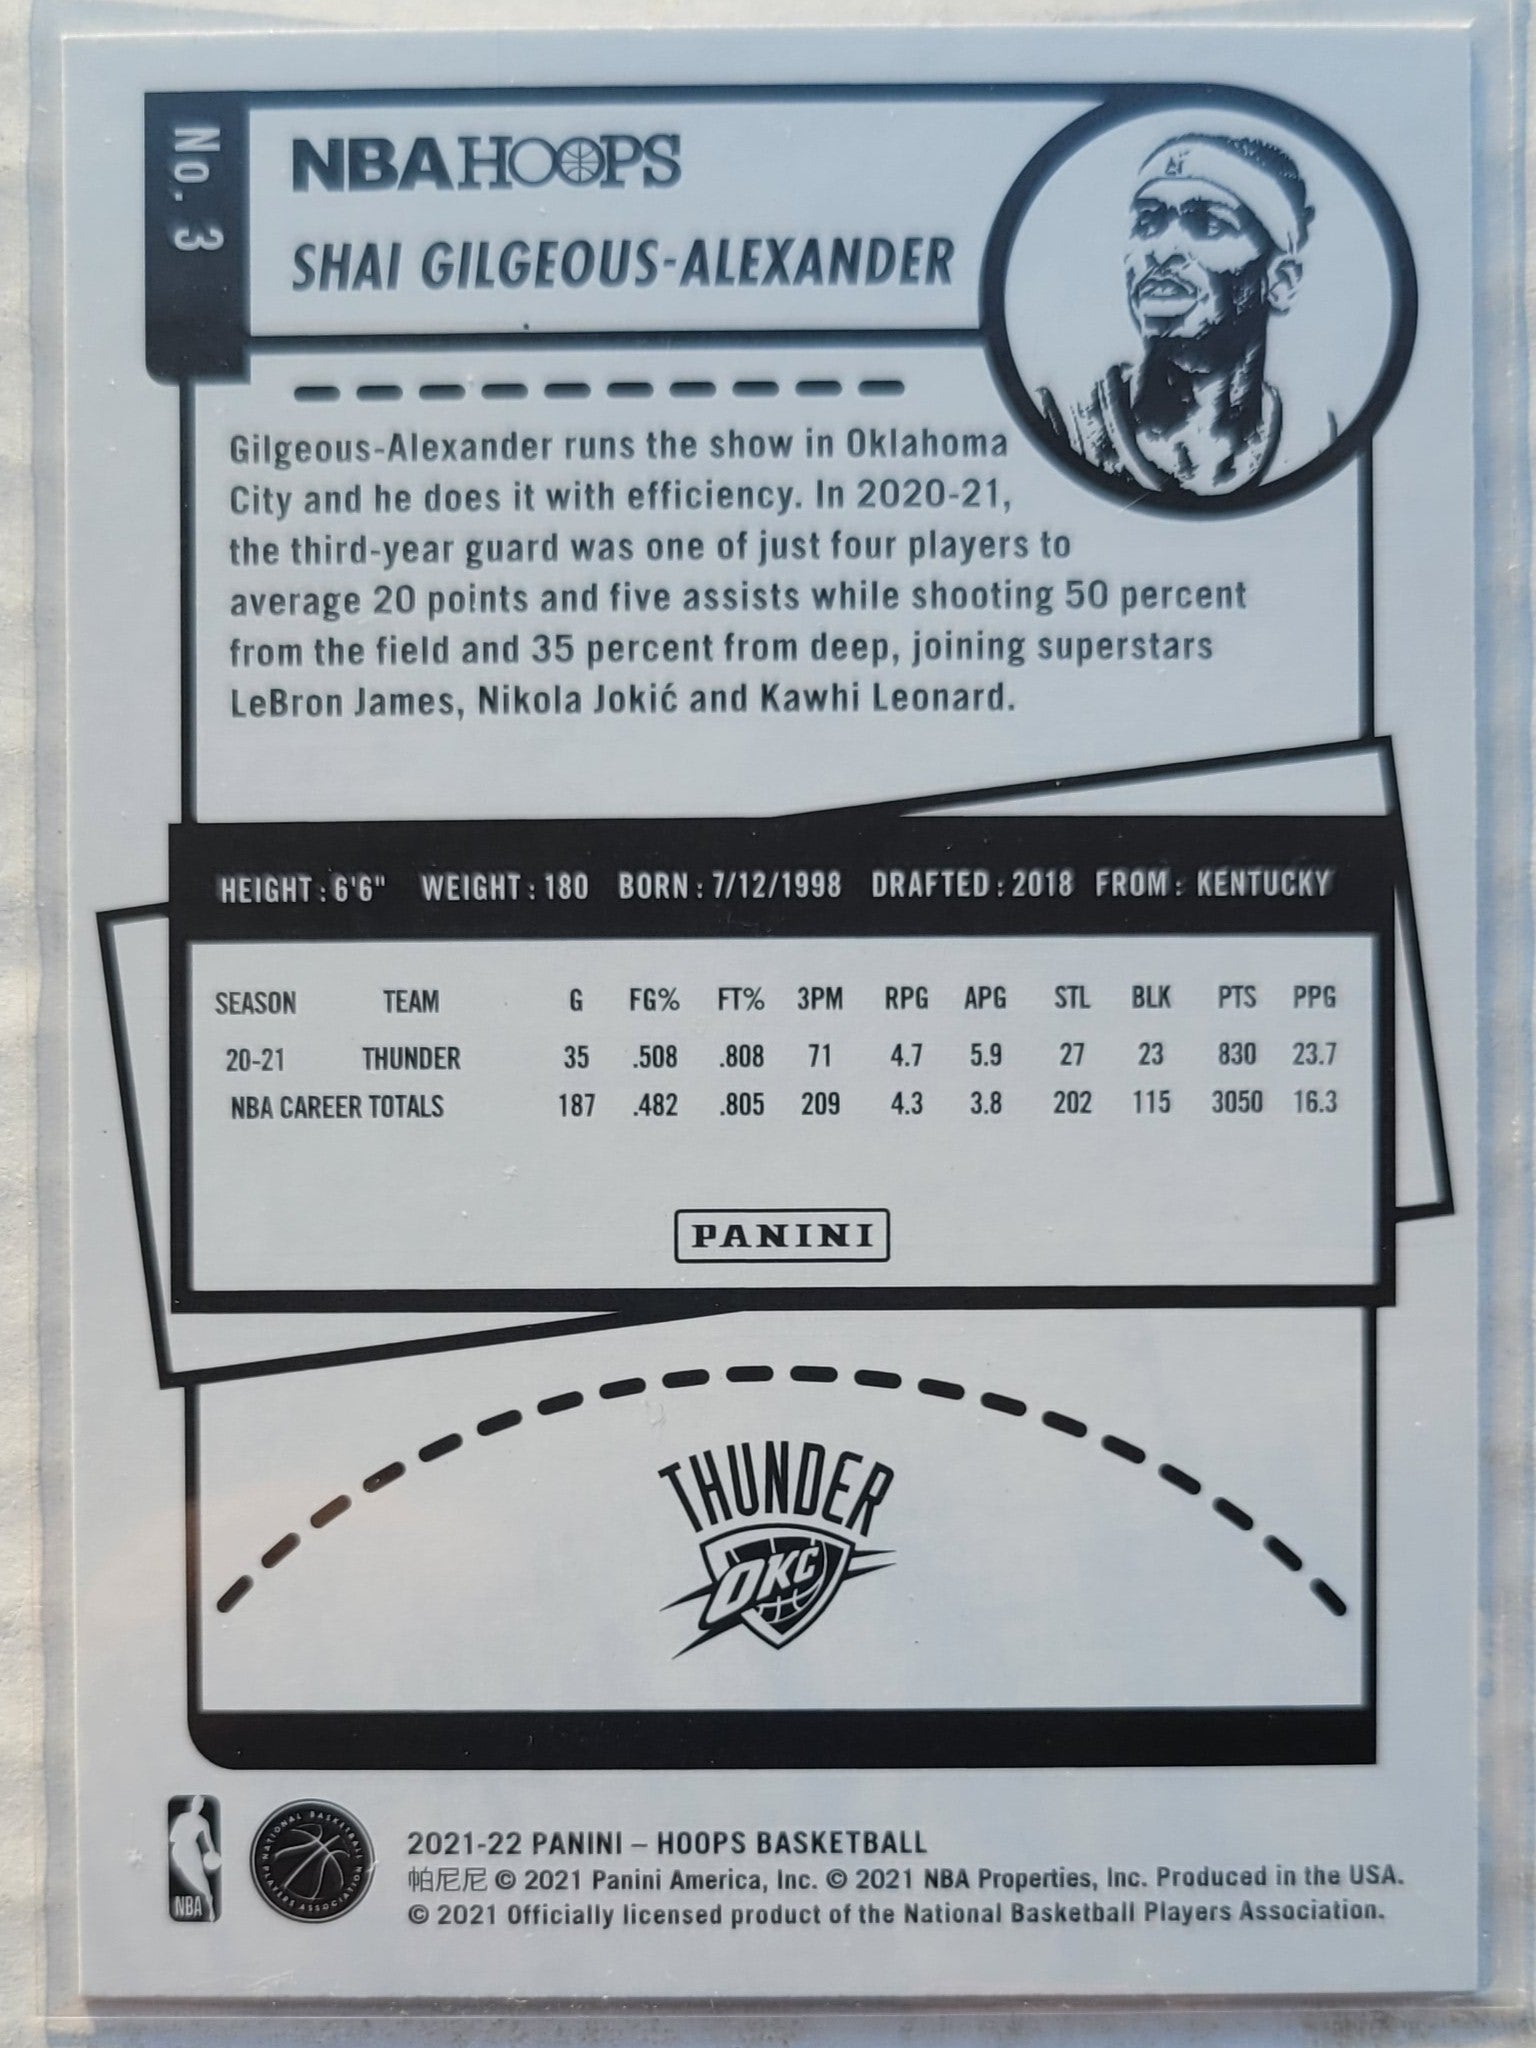 No. 3
NBA HOOPS
SHAI GILGEOUS-ALEXANDER
Gilgeous-Alexander runs the show in Oklahoma
City and he does it with efficiency. In 2020-21,
the third-year guard was one of just four players to
average 20 points and five assists while shooting 50 percent
from the field and 35 percent from deep, joining superstars
LeBron James, Nikola Jokić and Kawhi Leonard.
HEIGHT: 6'6" WEIGHT: 180 BORN: 7/12/1998 DRAFTED: 2018 FROM: KENTUCKY
SEASON TEAM G FG% FT% 3PM RPG APG STL BLK PTS PPG
20-21 THUNDER 35 .508 .808 71 4.7 5.9 27 23 830 23.7
NBA CAREER TOTALS 187 .482 .805 209 4.3 3.8 202 115 3050 16.3
PANINI
THUNDER
OKC
NBA
NATIONAL BASKETBALL PLAYERS ASSOCIATION
2021-22 PANINI – HOOPS BASKETBALL
帕尼尼 © 2021 Panini America, Inc. © 2021 NBA Properties, Inc. Produced in the USA.
© 2021 Officially licensed product of the National Basketball Players Association.